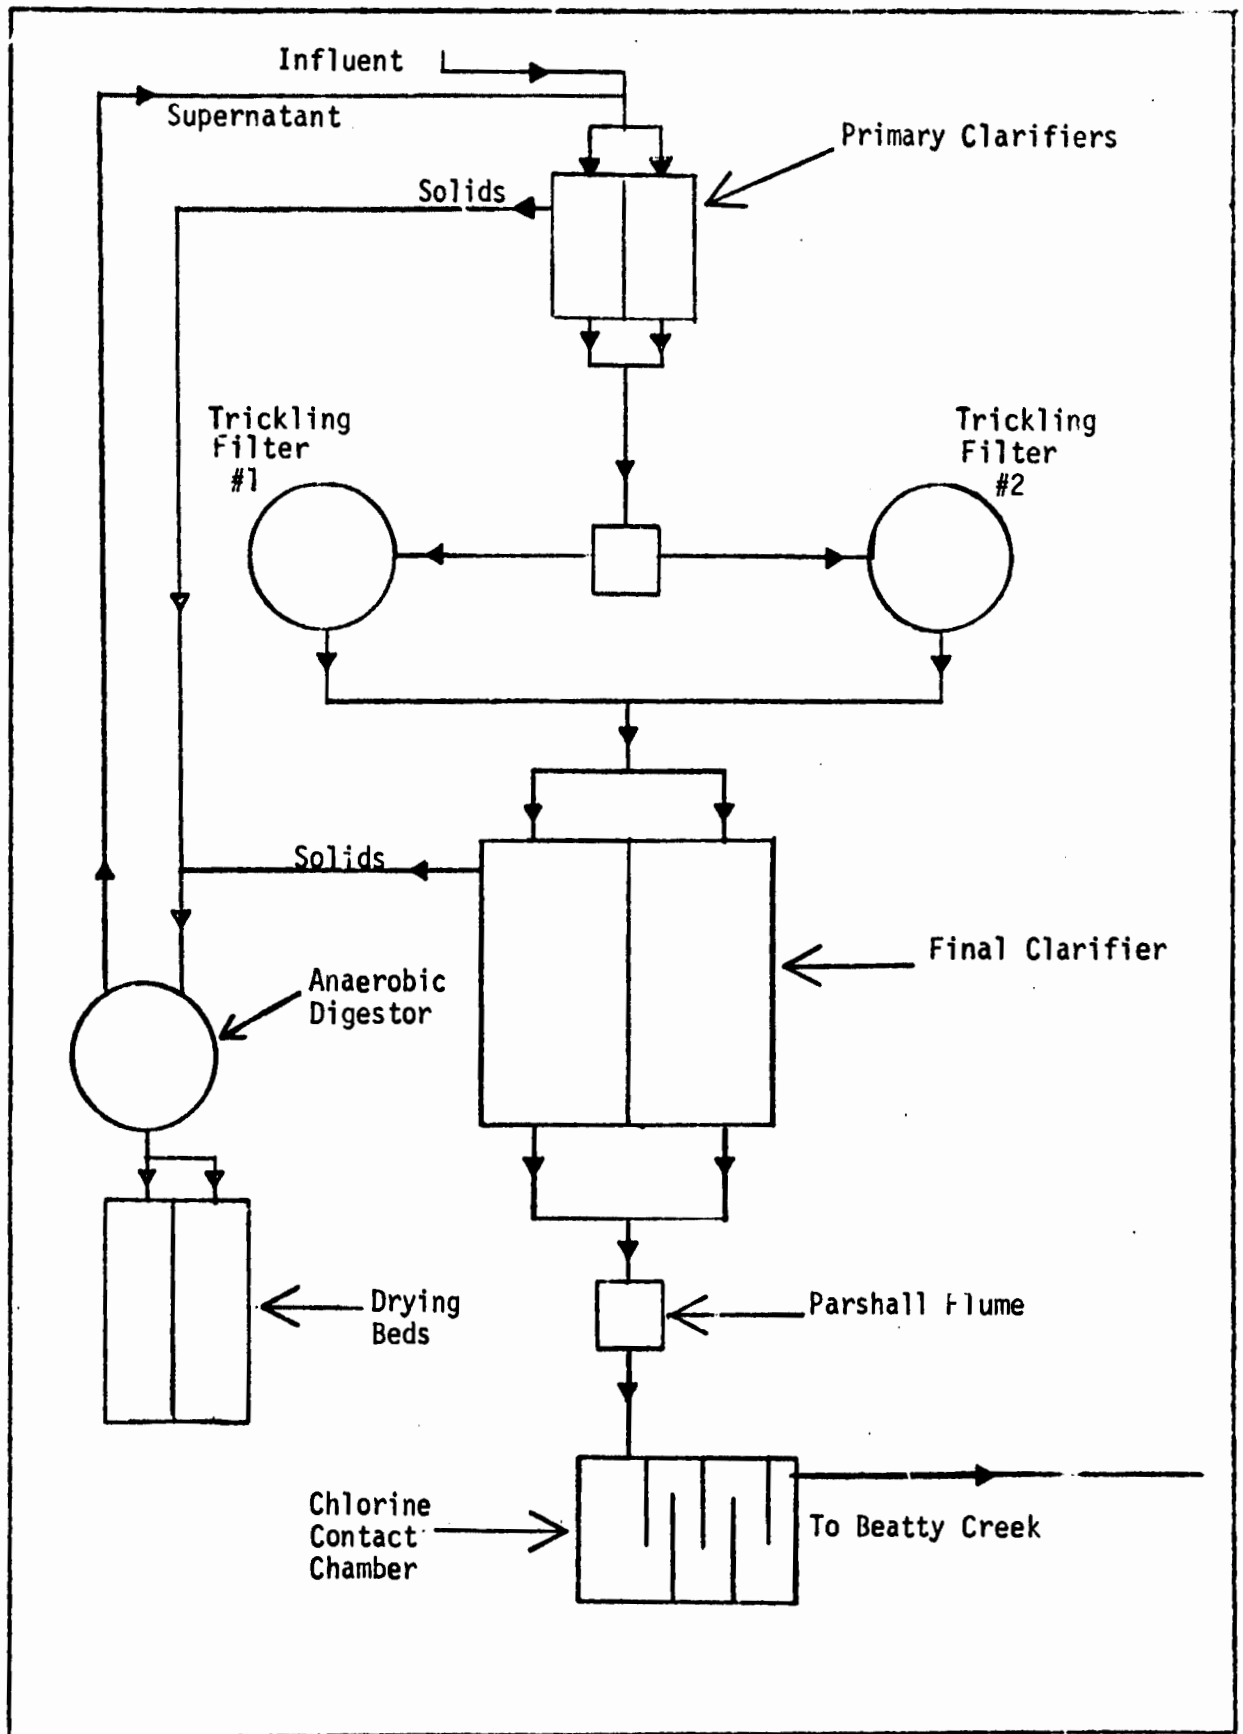 Influent
Supernatant
Primary Clarifiers
Solids
Trickling
Filter
#1
Trickling
Filter
#2
Solids
Final Clarifier
Anaerobic
Digestor
Drying
Beds
Parshall Flume
Chlorine
Contact
Chamber
To Beatty Creek